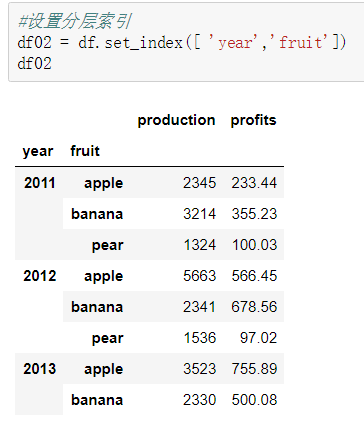 #设置分层索引
df02 = df.set_index([ 'year','fruit'])
df02
production profits
year fruit
2011 apple 2345 233.44
banana 3214 355.23
pear 1324 100.03
2012 apple 5663 566.45
banana 2341 678.56
pear 1536 97.02
2013 apple 3523 755.89
banana 2330 500.08